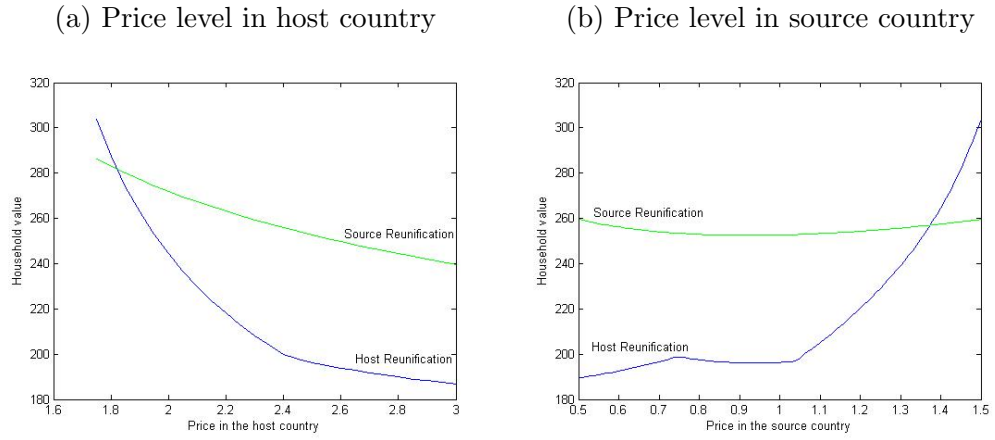 (a) Price level in host country
320
300
280
260
240
220
200
180
Household value
Source Reunification
Host Reunification
1.6 1.8 2 2.2 2.4 2.6 2.8 3
Price in the host country
(b) Price level in source country
320
300
280
260
240
220
200
180
Household value
Source Reunification
Host Reunification
0.5 0.6 0.7 0.8 0.9 1 1.1 1.2 1.3 1.4 1.5
Price in the source country